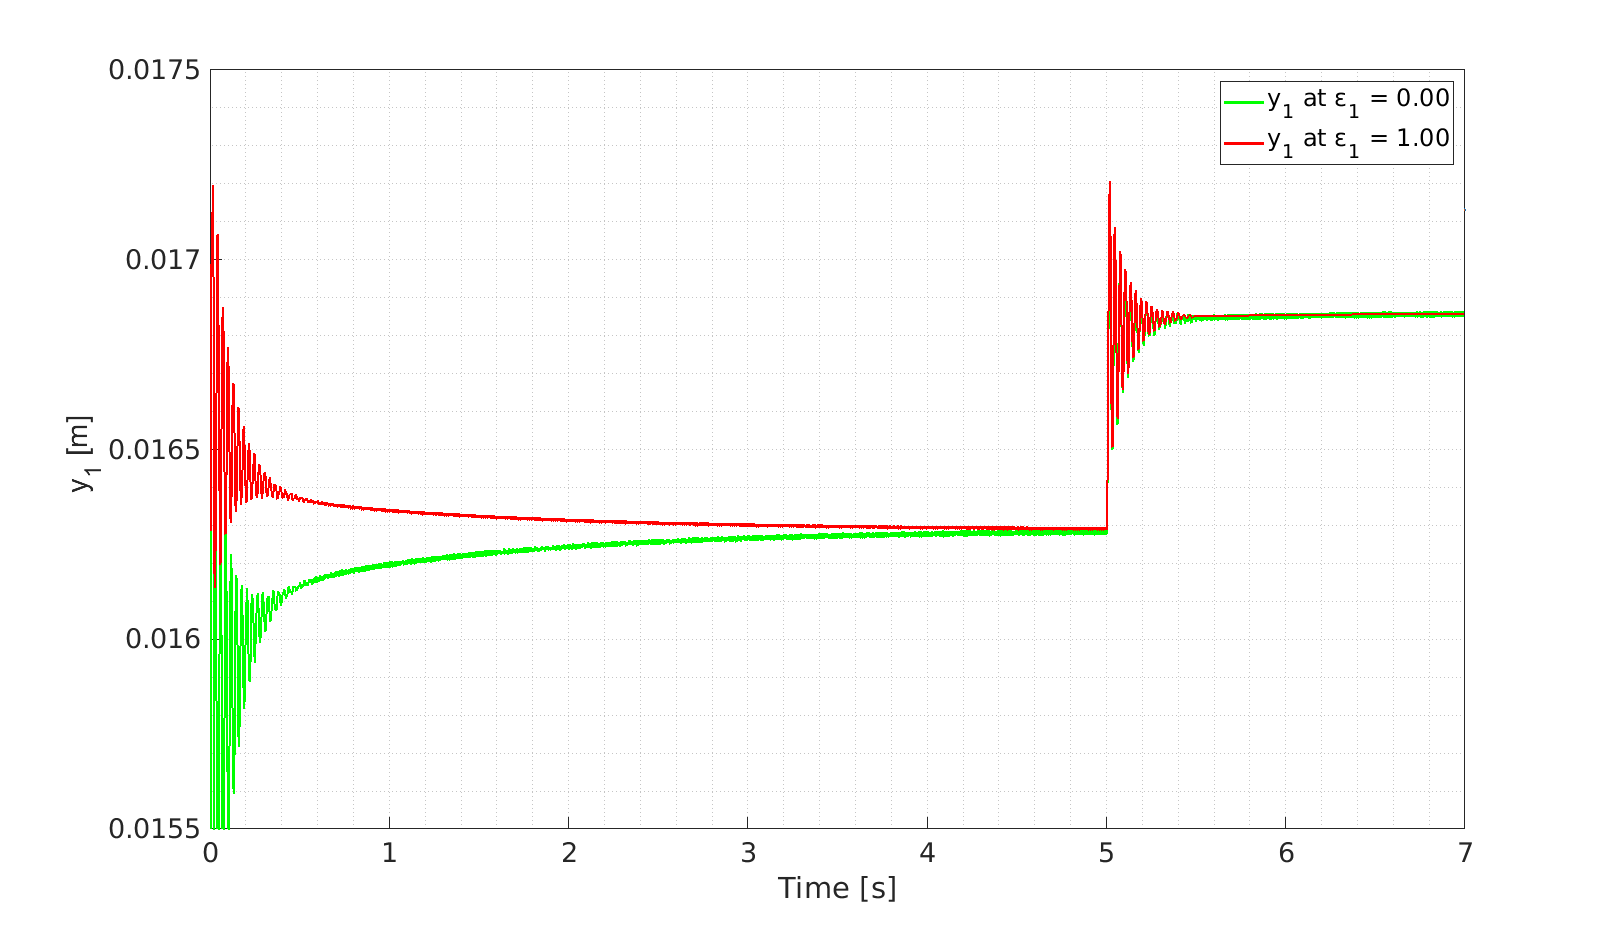 y1 at ε1 = 0.00
y1 at ε1 = 1.00
0.0175
0.017
0.0165
0.016
0.0155
y1 [m]
0 1 2 3 4 5 6 7
Time [s]